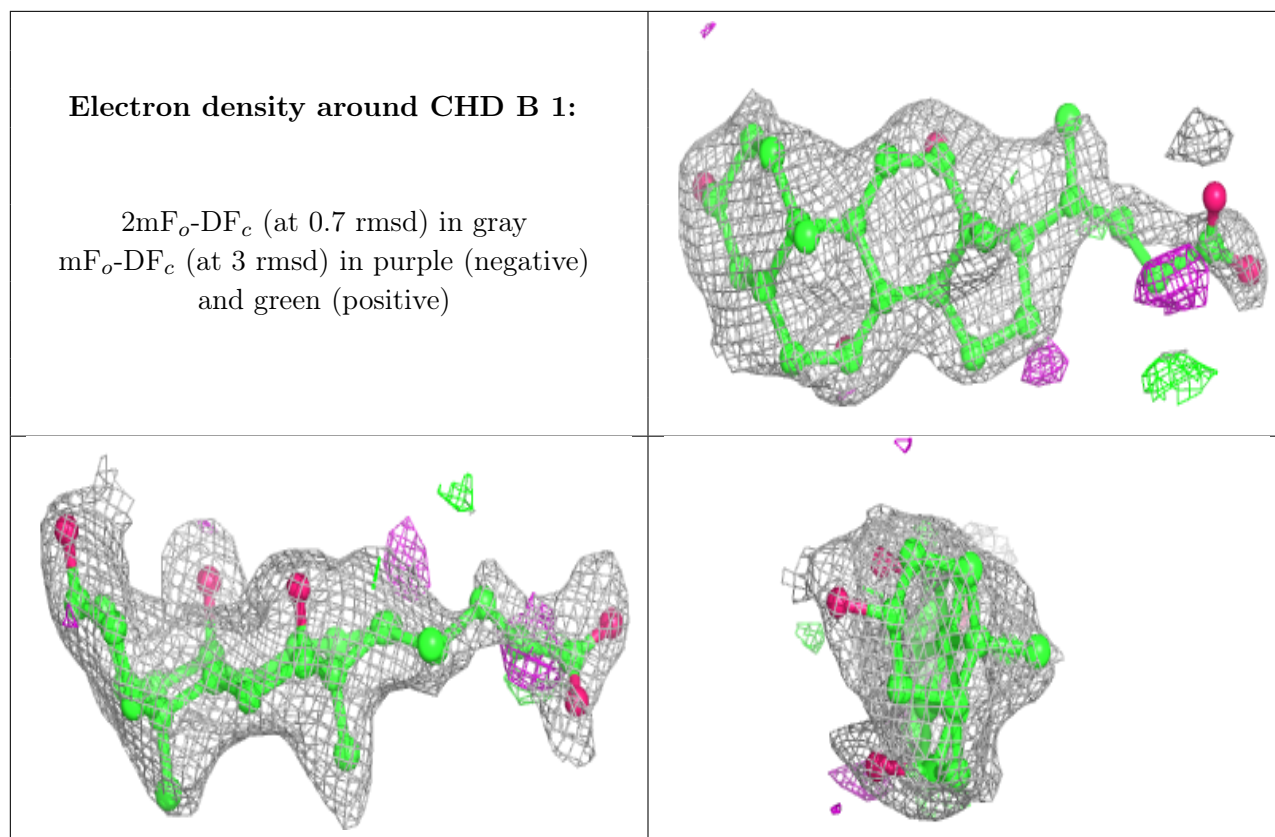 Electron density around CHD B 1:
2mFo-DFc (at 0.7 rmsd) in gray
mFo-DFc (at 3 rmsd) in purple (negative)
and green (positive)